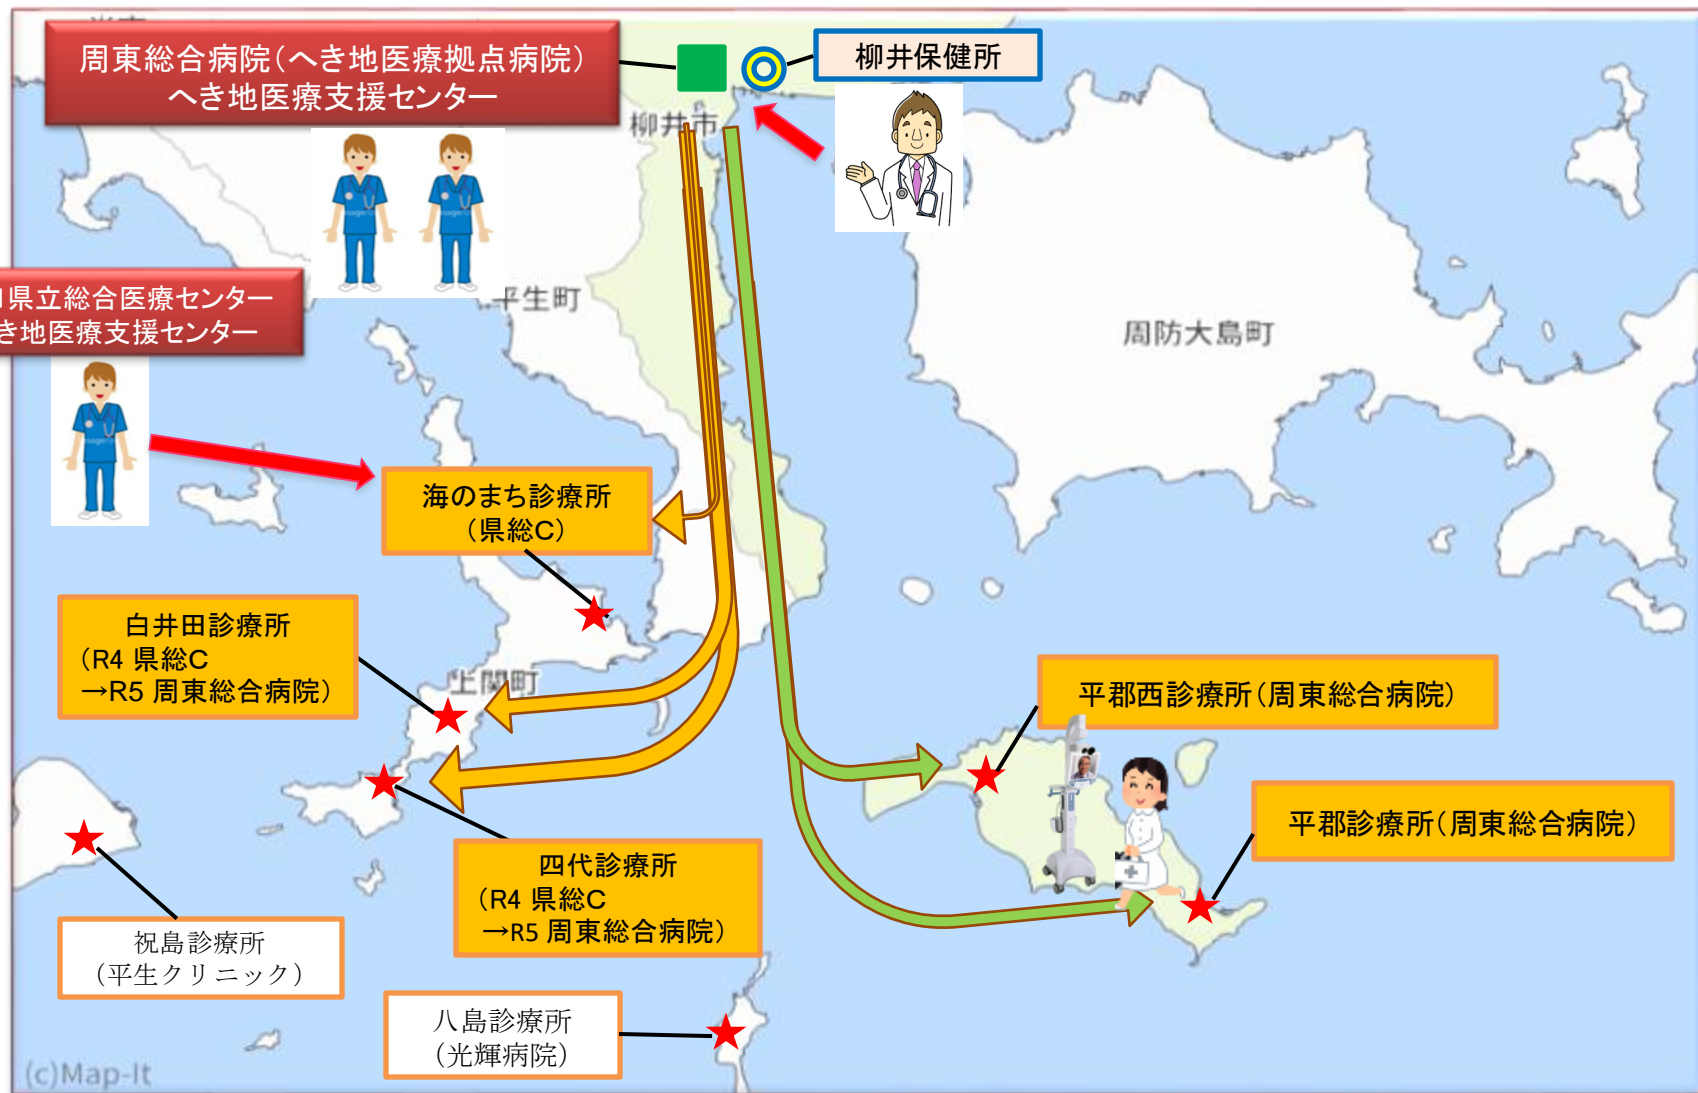 周東総合病院（へき地医療拠点病院）
へき地医療支援センター
柳井保健所
柳井市
県立総合医療センター
き地医療支援センター
平生町
周防大島町
海のまち診療所
（県総C）
白井田診療所
（R4 県総C
→R5 周東総合病院）
上関町
平郡西診療所（周東総合病院）
平郡診療所（周東総合病院）
四代診療所
（R4 県総C
→R5 周東総合病院）
祝島診療所
（平生クリニック）
八島診療所
（光輝病院）
(c)Map-It